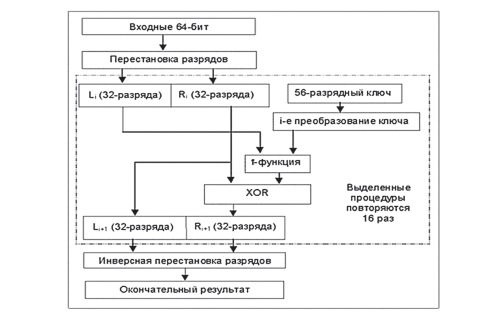 Входные 64-бит
Перестановка разрядов
Li (32-разряда) Ri (32-разряда)
56-разрядный ключ
i-е преобразование ключа
f-функция
XOR
Выделенные
процедуры
повторяются
16 раз
Li+1 (32-разряда) Ri+1 (32-разряда)
Инверсная перестановка разрядов
Окончательный результат